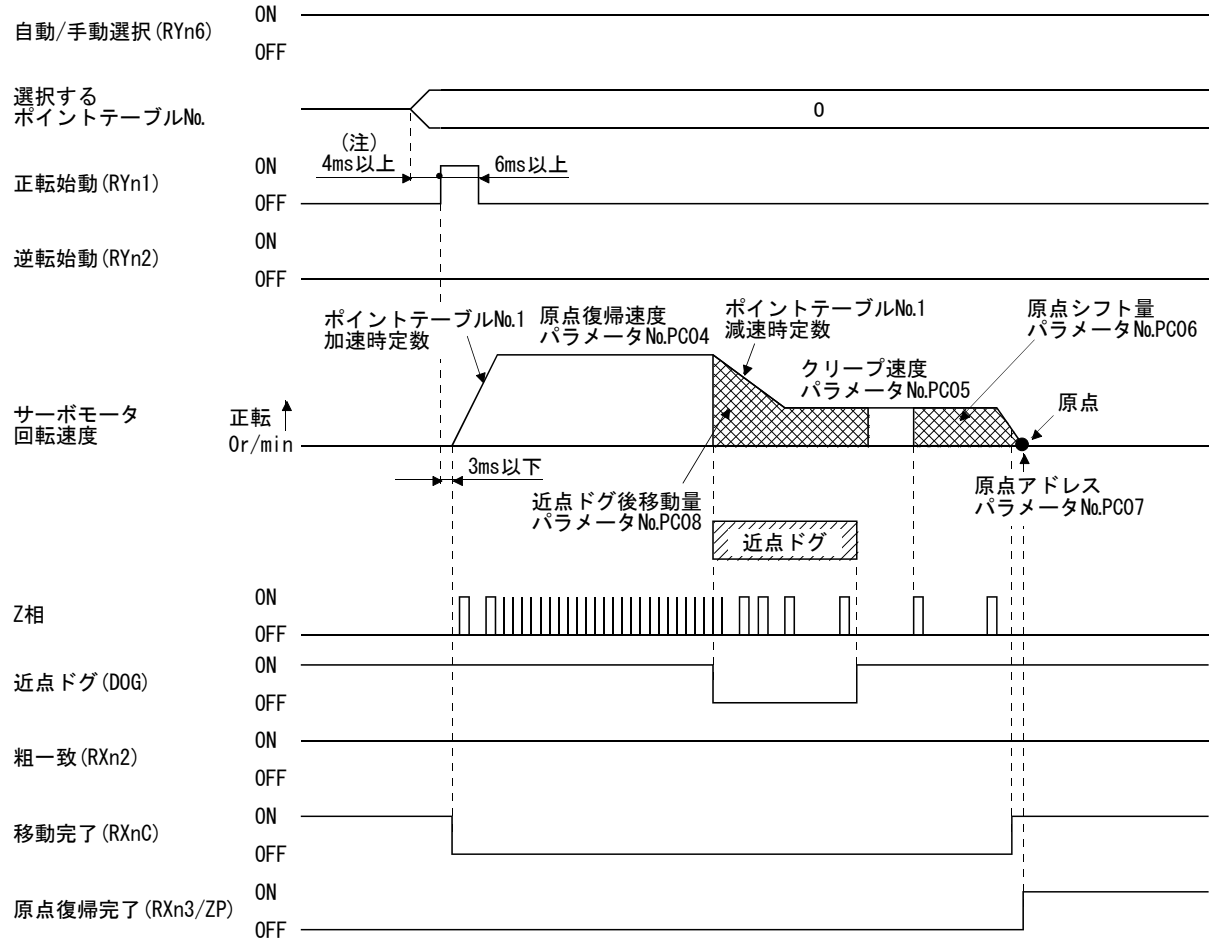 自動/手動選択(RYn6)
ON
OFF
選択する
ポイントテーブルNo.
0
正転始動(RYn1)
ON
OFF
(注)
4ms以上
6ms以上
逆転始動(RYn2)
ON
OFF
サーボモータ
回転速度
正転
0r/min
ポイントテーブルNo.1
加速時定数
原点復帰速度
パラメータNo.PC04
ポイントテーブルNo.1
減速時定数
クリープ速度
パラメータNo.PC05
原点シフト量
パラメータNo.PC06
原点
3ms以下
近点ドグ後移動量
パラメータNo.PC08
原点アドレス
パラメータNo.PC07
近点ドグ
Z相
ON
OFF
近点ドグ(DOG)
ON
OFF
粗一致(RXn2)
ON
OFF
移動完了(RXnC)
ON
OFF
原点復帰完了(RXn3/ZP)
ON
OFF